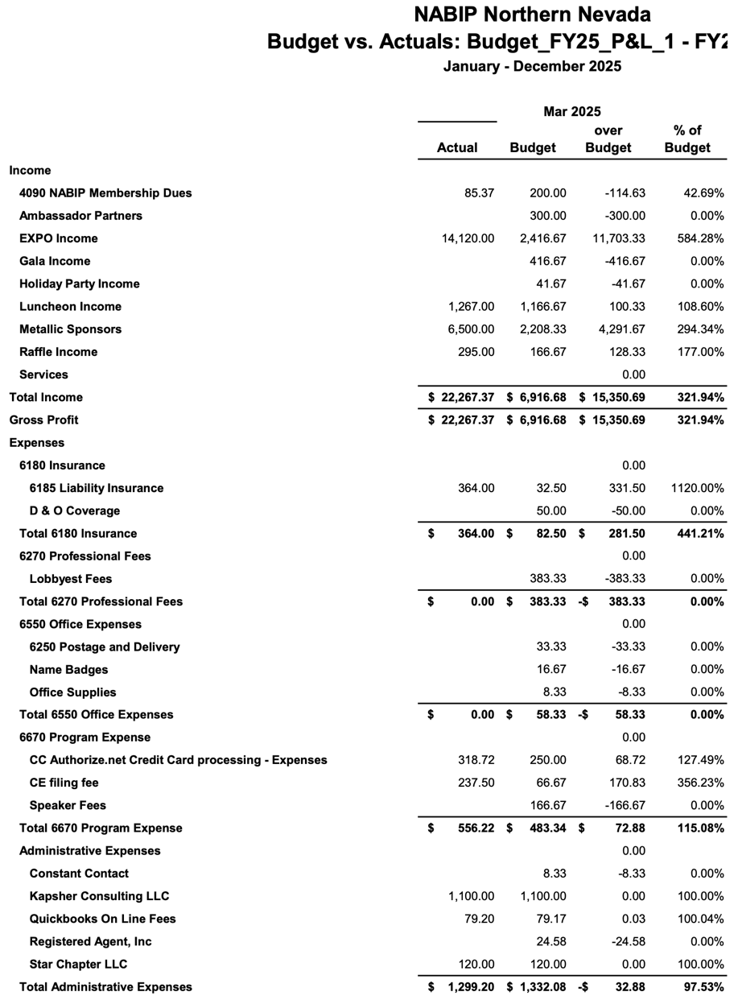 NABIP Northern Nevada
Budget vs. Actuals: Budget_FY25_P&L_1 - FY2
January - December 2025
Mar 2025
Actual Budget over Budget % of Budget
Income
4090 NABIP Membership Dues 85.37 200.00 -114.63 42.69%
Ambassador Partners 300.00 -300.00 0.00%
EXPO Income 14,120.00 2,416.67 11,703.33 584.28%
Gala Income 416.67 -416.67 0.00%
Holiday Party Income 41.67 -41.67 0.00%
Luncheon Income 1,267.00 1,166.67 100.33 108.60%
Metallic Sponsors 6,500.00 2,208.33 4,291.67 294.34%
Raffle Income 295.00 166.67 128.33 177.00%
Services 0.00
Total Income $ 22,267.37 $ 6,916.68 $ 15,350.69 321.94%
Gross Profit $ 22,267.37 $ 6,916.68 $ 15,350.69 321.94%
Expenses
6180 Insurance 0.00
6185 Liability Insurance 364.00 32.50 331.50 1120.00%
D & O Coverage 50.00 -50.00 0.00%
Total 6180 Insurance $ 364.00 $ 82.50 $ 281.50 441.21%
6270 Professional Fees 0.00
Lobbyest Fees 383.33 -383.33 0.00%
Total 6270 Professional Fees $ 0.00 $ 383.33 -$ 383.33 0.00%
6550 Office Expenses 0.00
6250 Postage and Delivery 33.33 -33.33 0.00%
Name Badges 16.67 -16.67 0.00%
Office Supplies 8.33 -8.33 0.00%
Total 6550 Office Expenses $ 0.00 $ 58.33 -$ 58.33 0.00%
6670 Program Expense 0.00
CC Authorize.net Credit Card processing - Expenses 318.72 250.00 68.72 127.49%
CE filing fee 237.50 66.67 170.83 356.23%
Speaker Fees 166.67 -166.67 0.00%
Total 6670 Program Expense $ 556.22 $ 483.34 $ 72.88 115.08%
Administrative Expenses 0.00
Constant Contact 8.33 -8.33 0.00%
Kapsher Consulting LLC 1,100.00 1,100.00 0.00 100.00%
Quickbooks On Line Fees 79.20 79.17 0.03 100.04%
Registered Agent, Inc 24.58 -24.58 0.00%
Star Chapter LLC 120.00 120.00 0.00 100.00%
Total Administrative Expenses $ 1,299.20 $ 1,332.08 -$ 32.88 97.53%